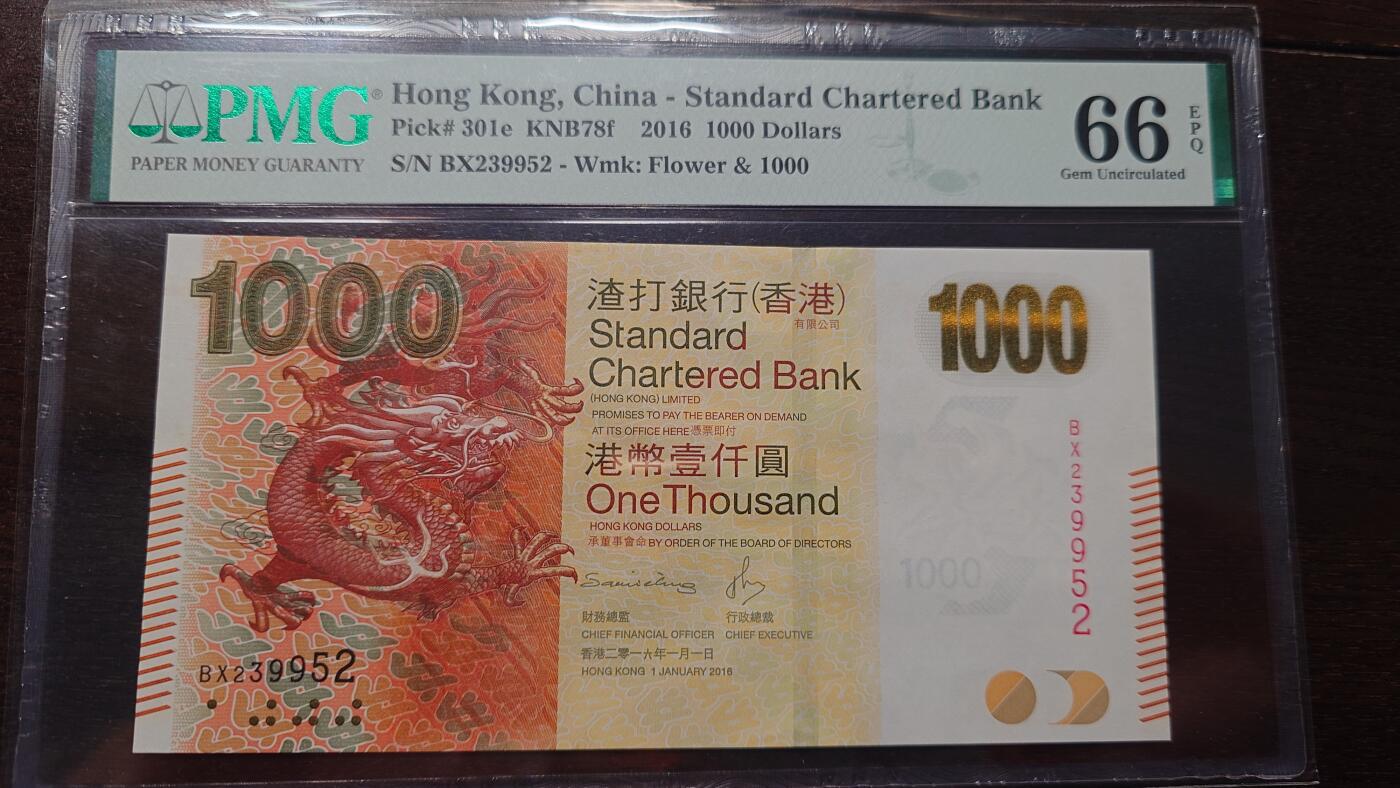 PMG®
PAPER MONEY GUARANTY
Hong Kong, China - Standard Chartered Bank
Pick# 301e KNB78f 2016 1000 Dollars
S/N BX239952 - Wmk: Flower & 1000
66
EPQ
Gem Uncirculated
1000
渣打銀行(香港)
有限公司
Standard
Chartered Bank
(HONG KONG) LIMITED
PROMISES TO PAY THE BEARER ON DEMAND
AT ITS OFFICE HERE 憑票即付
港幣壹仟圓
One Thousand
HONG KONG DOLLARS
承董事會命 BY ORDER OF THE BOARD OF DIRECTORS
財務總監 行政總裁
CHIEF FINANCIAL OFFICER CHIEF EXECUTIVE
香港二零一六年一月一日
HONG KONG 1 JANUARY 2016
BX239952
1000
BX239952
1000